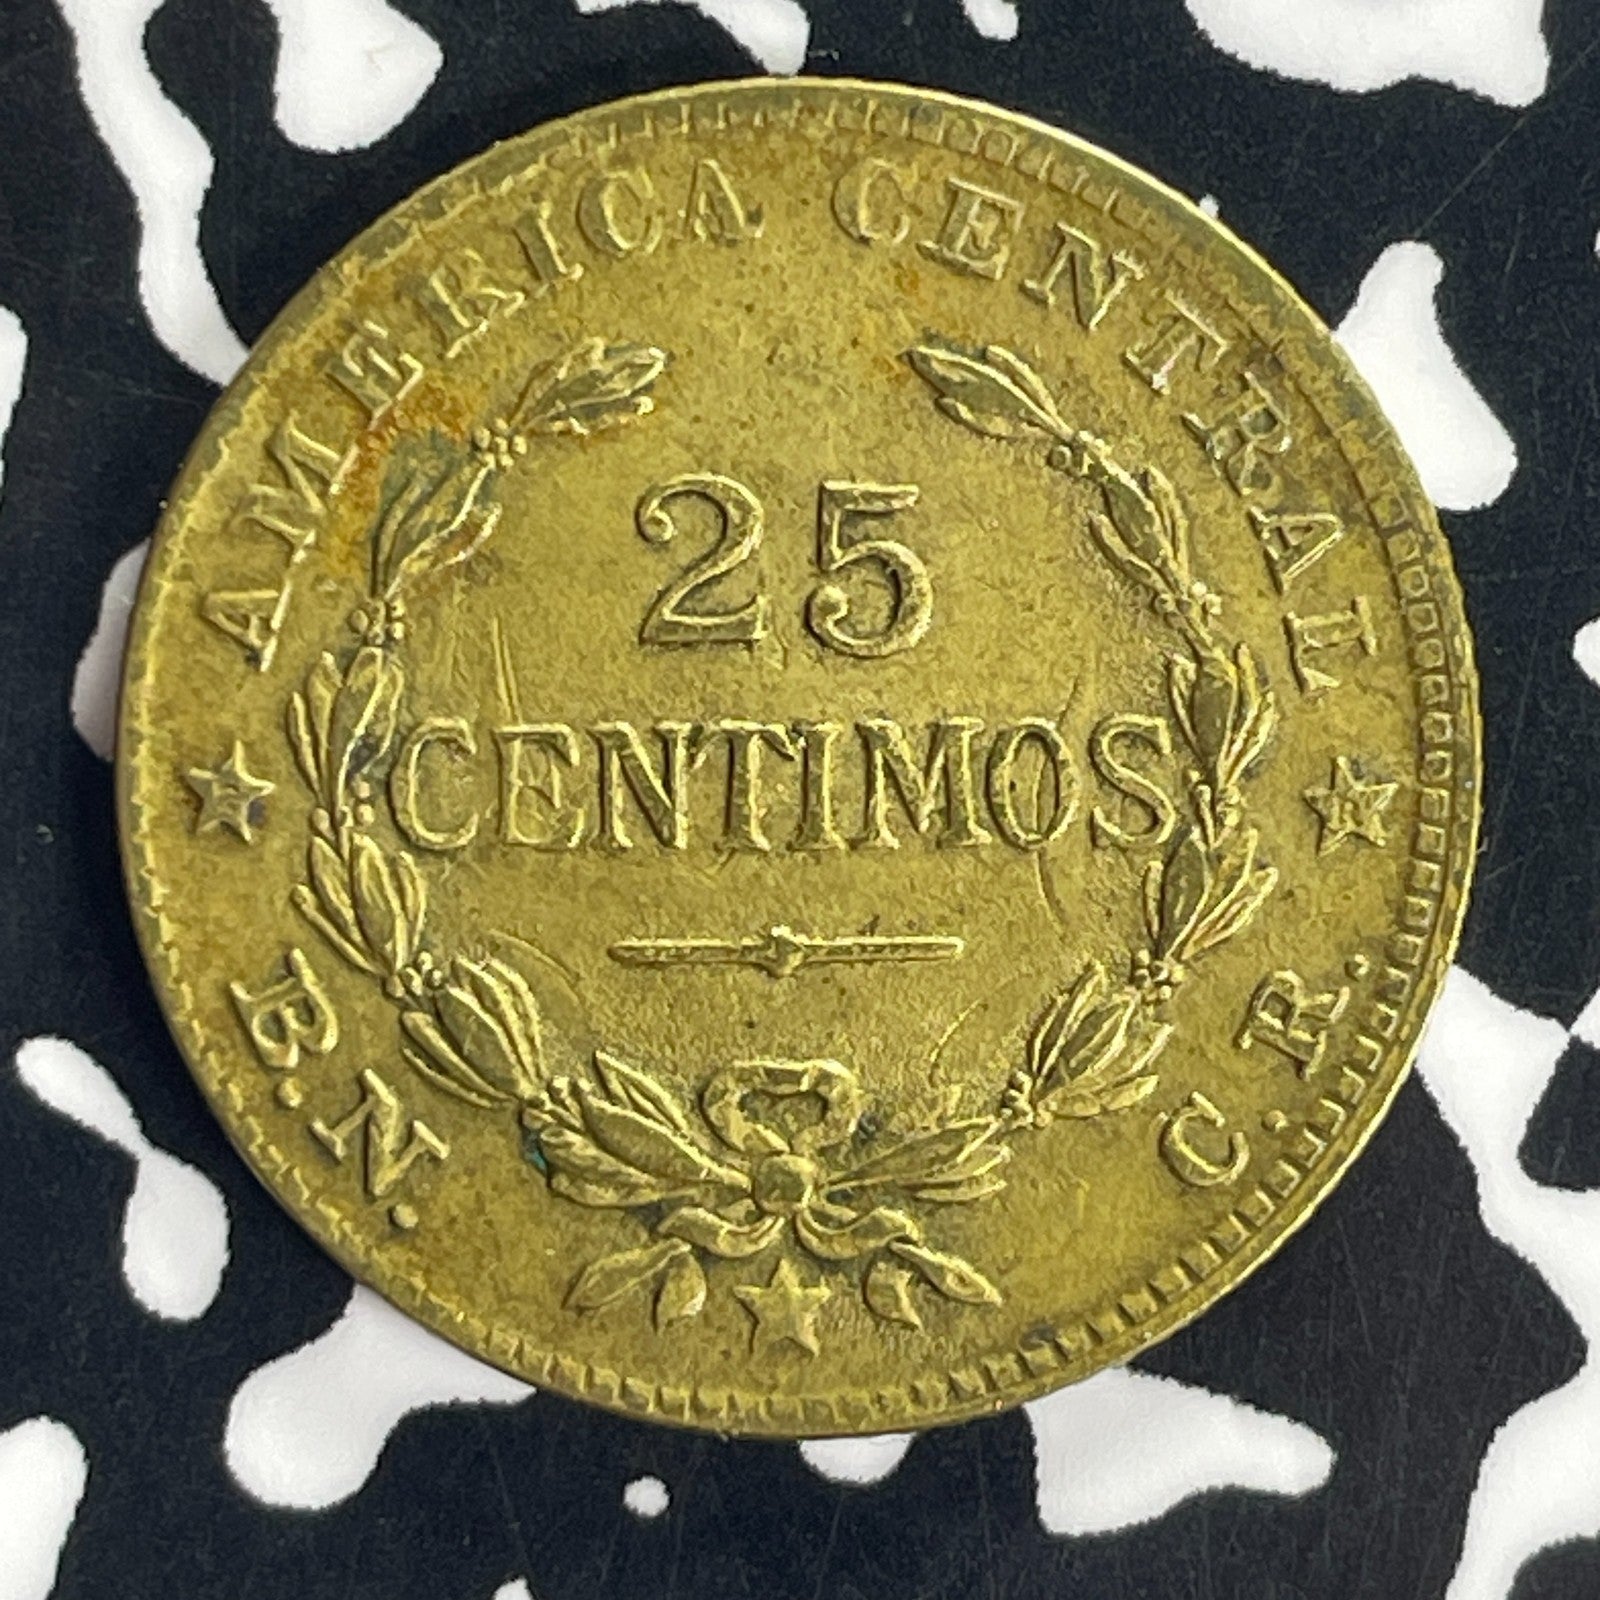 AMERICA CENTRAL
25
CENTIMOS
B. N. C. R.